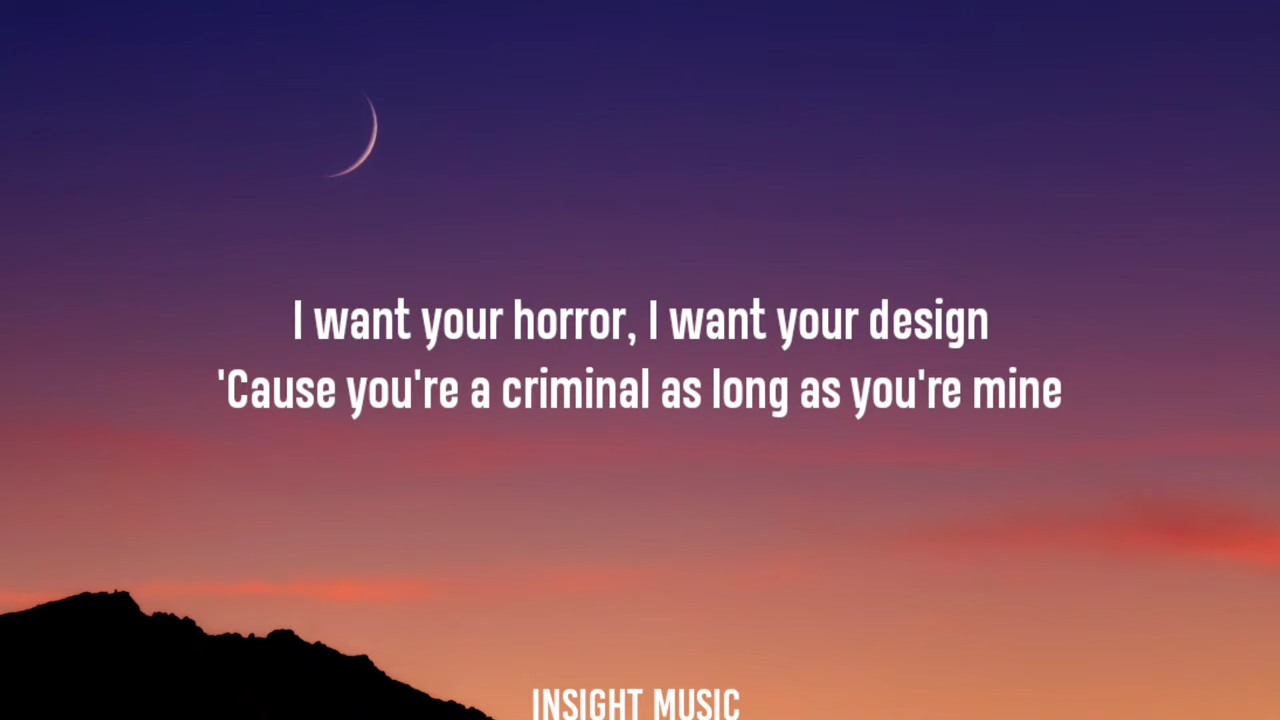 I want your horror, I want your design
'Cause you're a criminal as long as you're mine
INSIGHT MUSIC